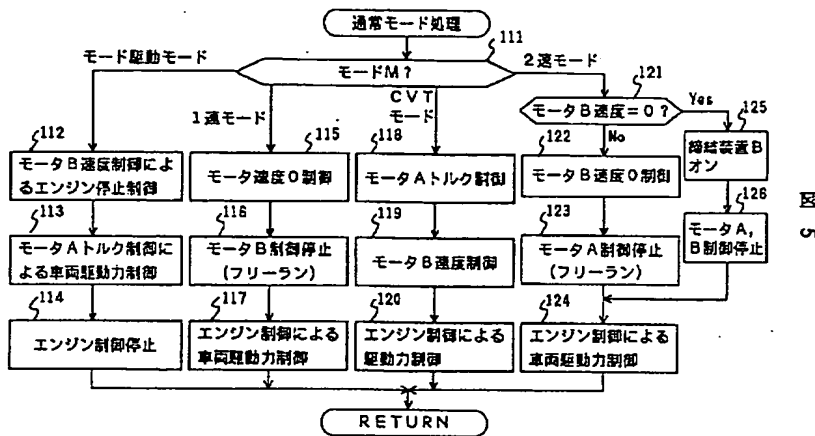 通常モード処理
111
モードM?
モード駆動モード
1速モード
CVT
モード
2速モード
121
モータB速度=0?
Yes
No
125
締結装置B
オン
126
モータA,
B制御停止
112
モータB速度制御によ
るエンジン停止制御
113
モータAトルク制御に
よる車両駆動力制御
114
エンジン制御停止
115
モータ速度0制御
116
モータB制御停止
(フリーラン)
117
エンジン制御による
車両駆動力制御
118
モータAトルク制御
119
モータB速度制御
120
エンジン制御による
駆動力制御
122
モータB速度0制御
123
モータA制御停止
(フリーラン)
124
エンジン制御による
車両駆動力制御
RETURN
図5